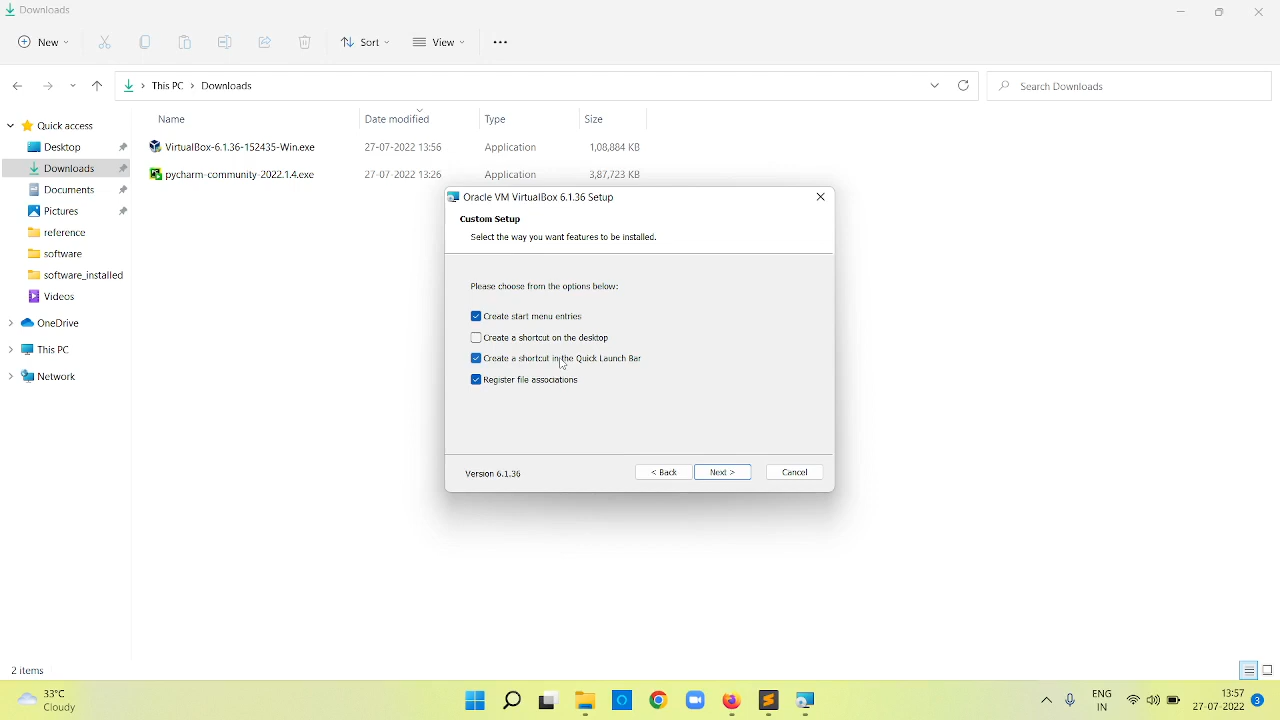 Downloads
New
Sort
View
This PC
Downloads
Search Downloads
Quick access
Desktop
Downloads
Documents
Pictures
reference
software
software_installed
Videos
OneDrive
This PC
Network
Name
Date modified
Type
Size
VirtualBox-6.1.36-152435-Win.exe 27-07-2022 13:56 Application 1,08,884 KB
pycharm-community-2022.1.4.exe 27-07-2022 13:26 Application 3,87,723 KB
Oracle VM VirtualBox 6.1.36 Setup
Custom Setup
Select the way you want features to be installed.
Please choose from the options below:
Create start menu entries
Create a shortcut on the desktop
Create a shortcut in the Quick Launch Bar
Register file associations
Version 6.1.36
< Back
Next >
Cancel
2 items
33°C
ENG
IN
13:57
27-07-2022
3